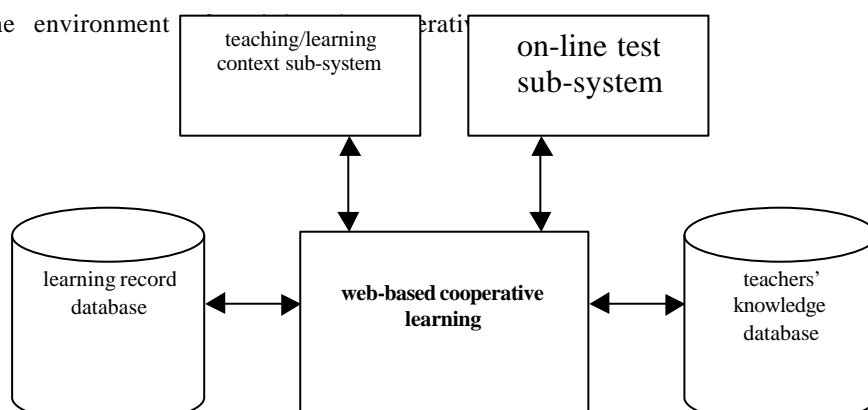 environment
teaching/learning
context sub-system
on-line test
sub-system
learning record
database
web-based cooperative
learning
teachers’
knowledge
database